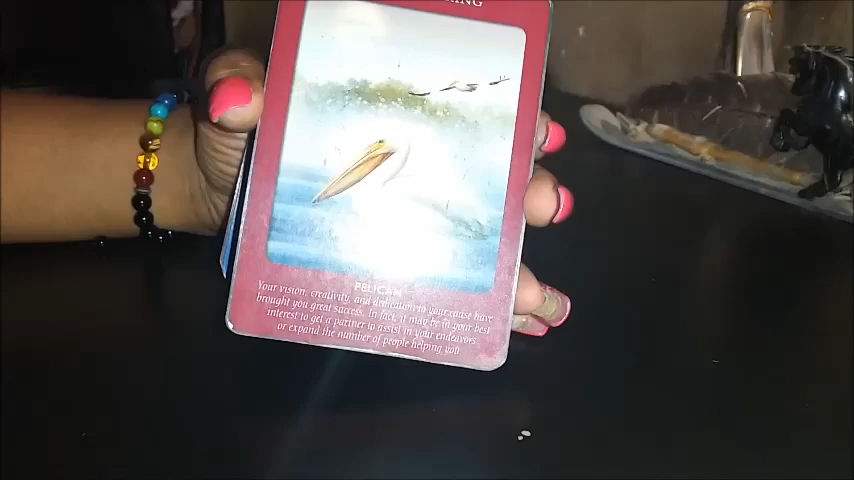 PELICAN
Your vision, creativity, and dedication to your cause have
brought you great success. In fact, it may be in your best
interest to get a partner to assist in your endeavors
or expand the number of people helping you